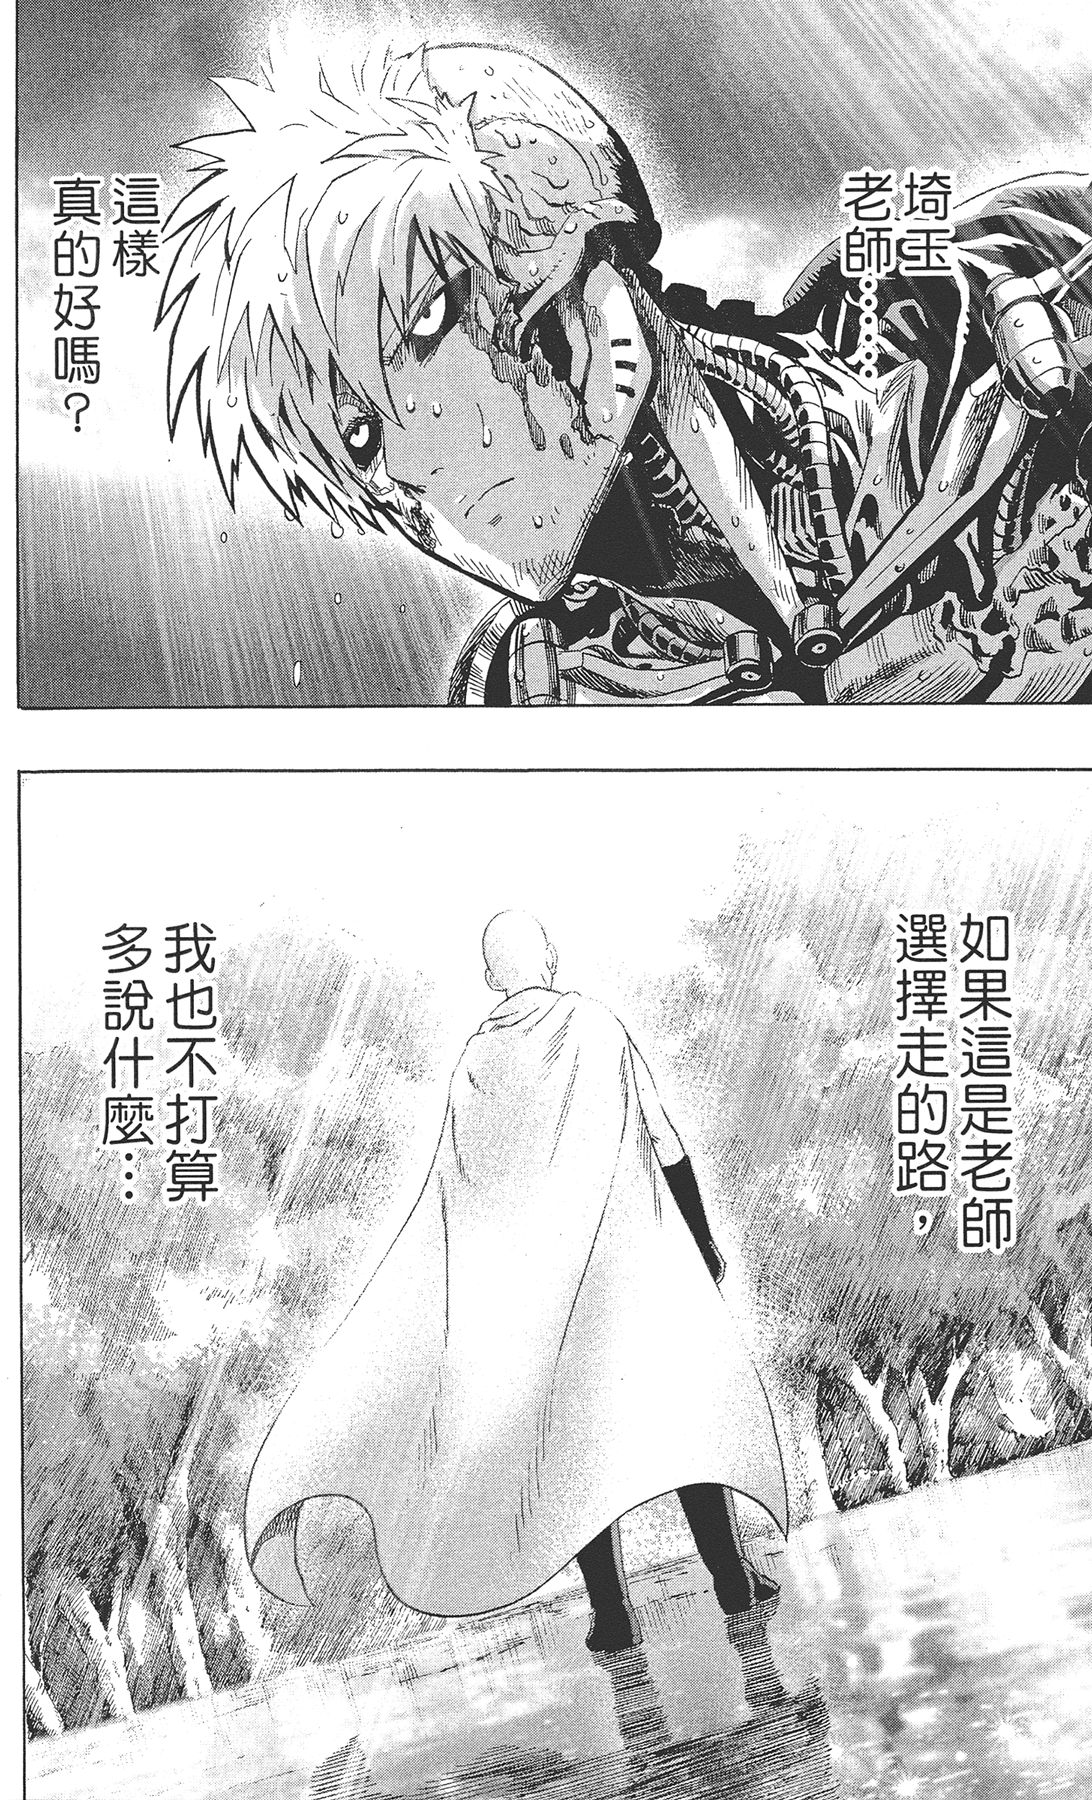 埼玉
老師……
這樣
真的好嗎？
如果這是老師
選擇走的路，
我也不打算
多說什麼…